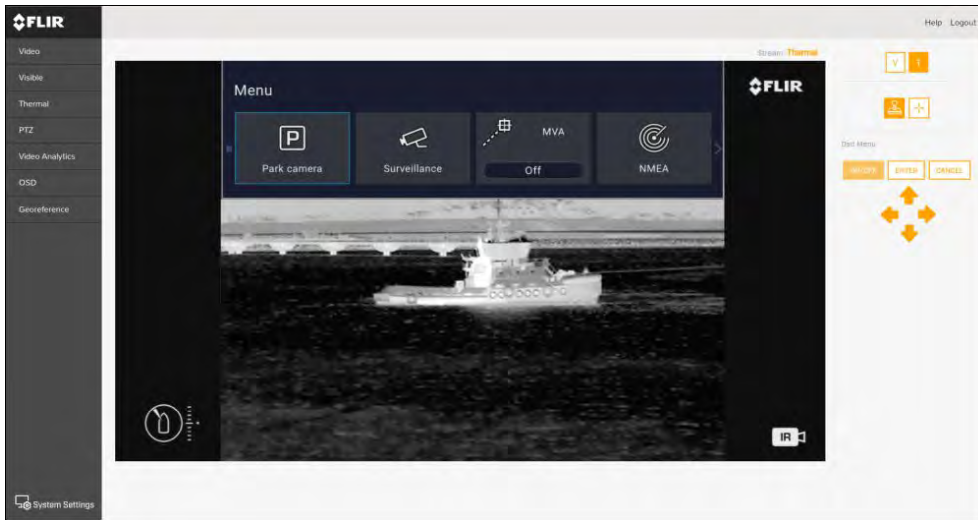 FLIR
Help Logout
Video
Visible
Thermal
PTZ
Video Analytics
OSD
Georeference
System Settings
Stream: Thermal
Menu
FLIR
P
Park camera
Surveillance
MVA
Off
NMEA
IR
V T
Menu
ENTER CANCEL